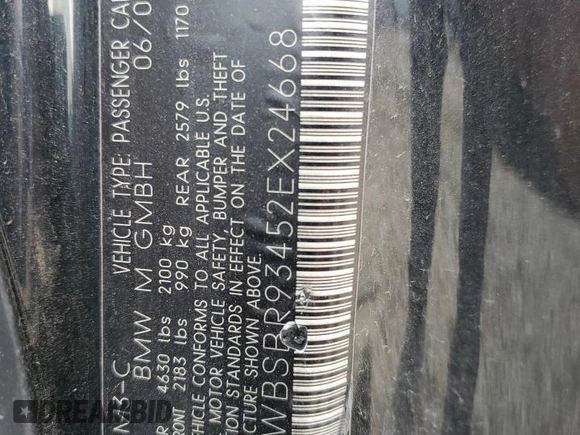 M3-C VEHICLE TYPE: PASSENGER CA
BMW M GMBH 06/0
4630 lbs 2100 kg
RONT 2183 lbs 990 kg REAR 2579 lbs 1170
VEHICLE CONFORMS TO ALL APPLICABLE U.S.
MOTOR VEHICLE SAFETY, BUMPER AND THEFT
ION STANDARDS IN EFFECT ON THE DATE OF
CTURE SHOWN ABOVE.
WBSBR93452EX24668
DREAMBID